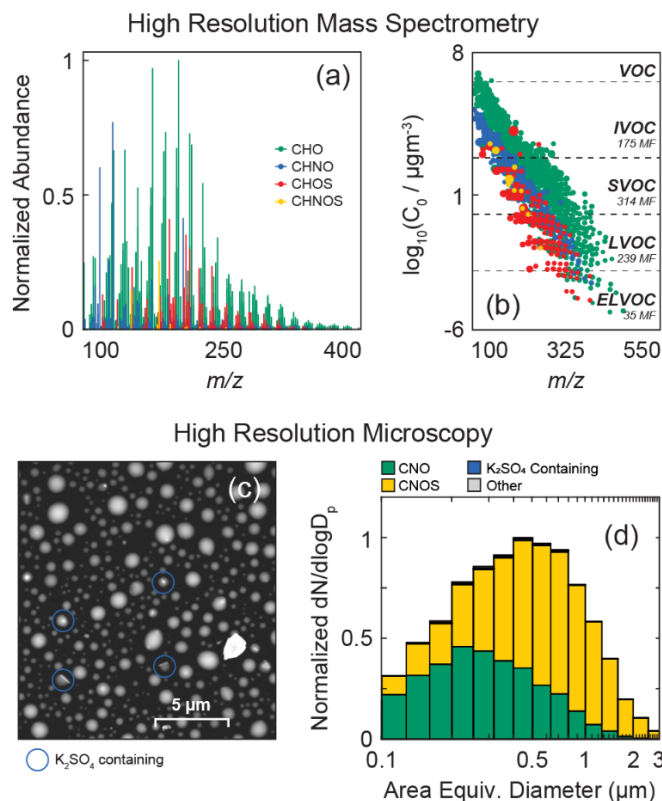 High Resolution Mass Spectrometry
(a)
CHO
CHNO
CHOS
CHNOS
Normalized Abundance
1
0.5
0
100
250
400
m/z
8
1
-6
log₁₀(C₀ / µgm⁻³)
VOC
IVOC
175 MF
SVOC
314 MF
LVOC
239 MF
ELVOC
35 MF
(b)
100
325
550
m/z
High Resolution Microscopy
(c)
5 µm
K₂SO₄ containing
CNO
CNOS
K₂SO₄ Containing
Other
(d)
Normalized dN/dlogDₚ
1
0.5
0
0.1
0.5
1
2
3
Area Equiv. Diameter (µm)